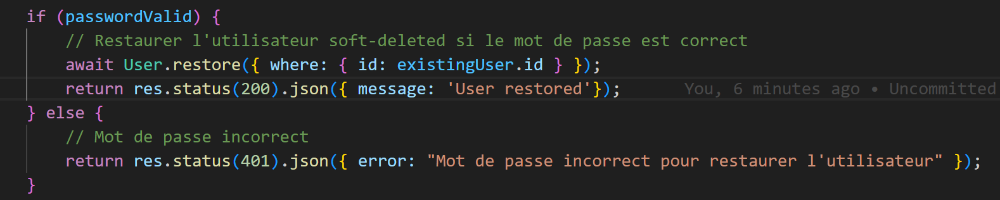 if (passwordValid) {
// Restaurer l'utilisateur soft-deleted si le mot de passe est correct
await User.restore({ where: { id: existingUser.id } });
return res.status(200).json({ message: 'User restored'}); You, 6 minutes ago • Uncommitted
} else {
// Mot de passe incorrect
return res.status(401).json({ error: "Mot de passe incorrect pour restaurer l'utilisateur" });
}